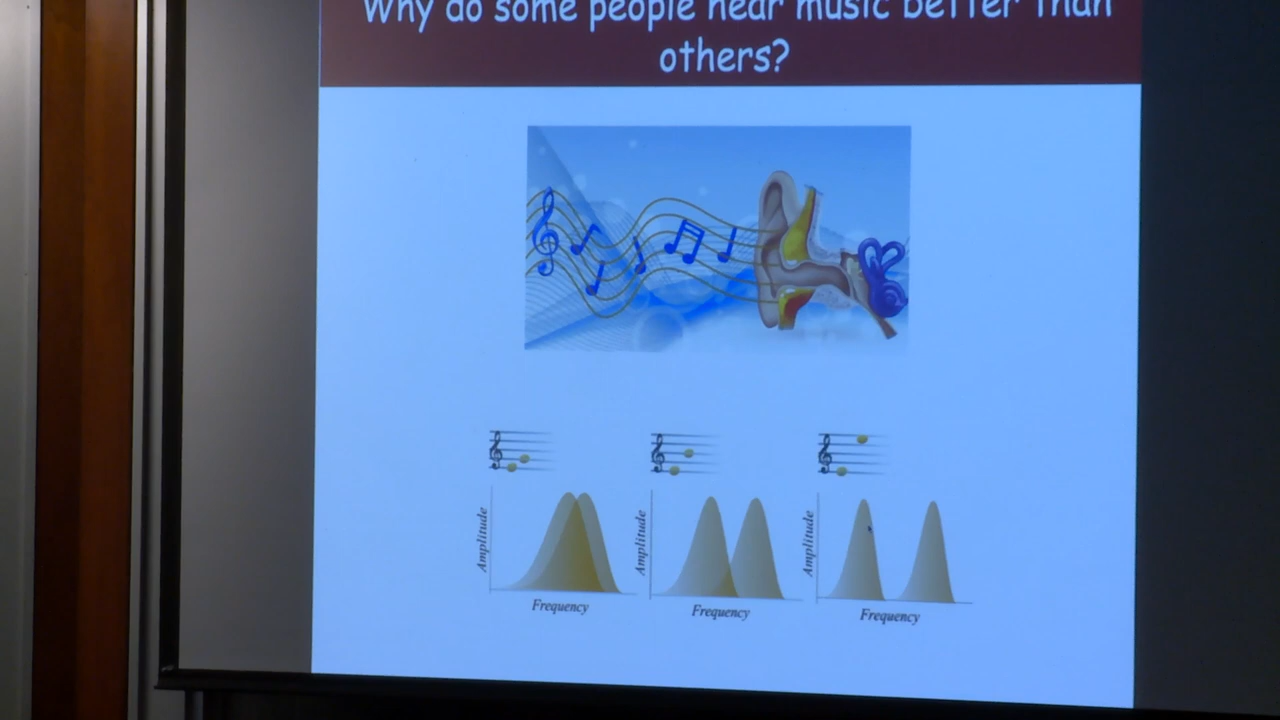 Why do some people hear music better than
others?
Amplitude
Frequency
Amplitude
Frequency
Amplitude
Frequency